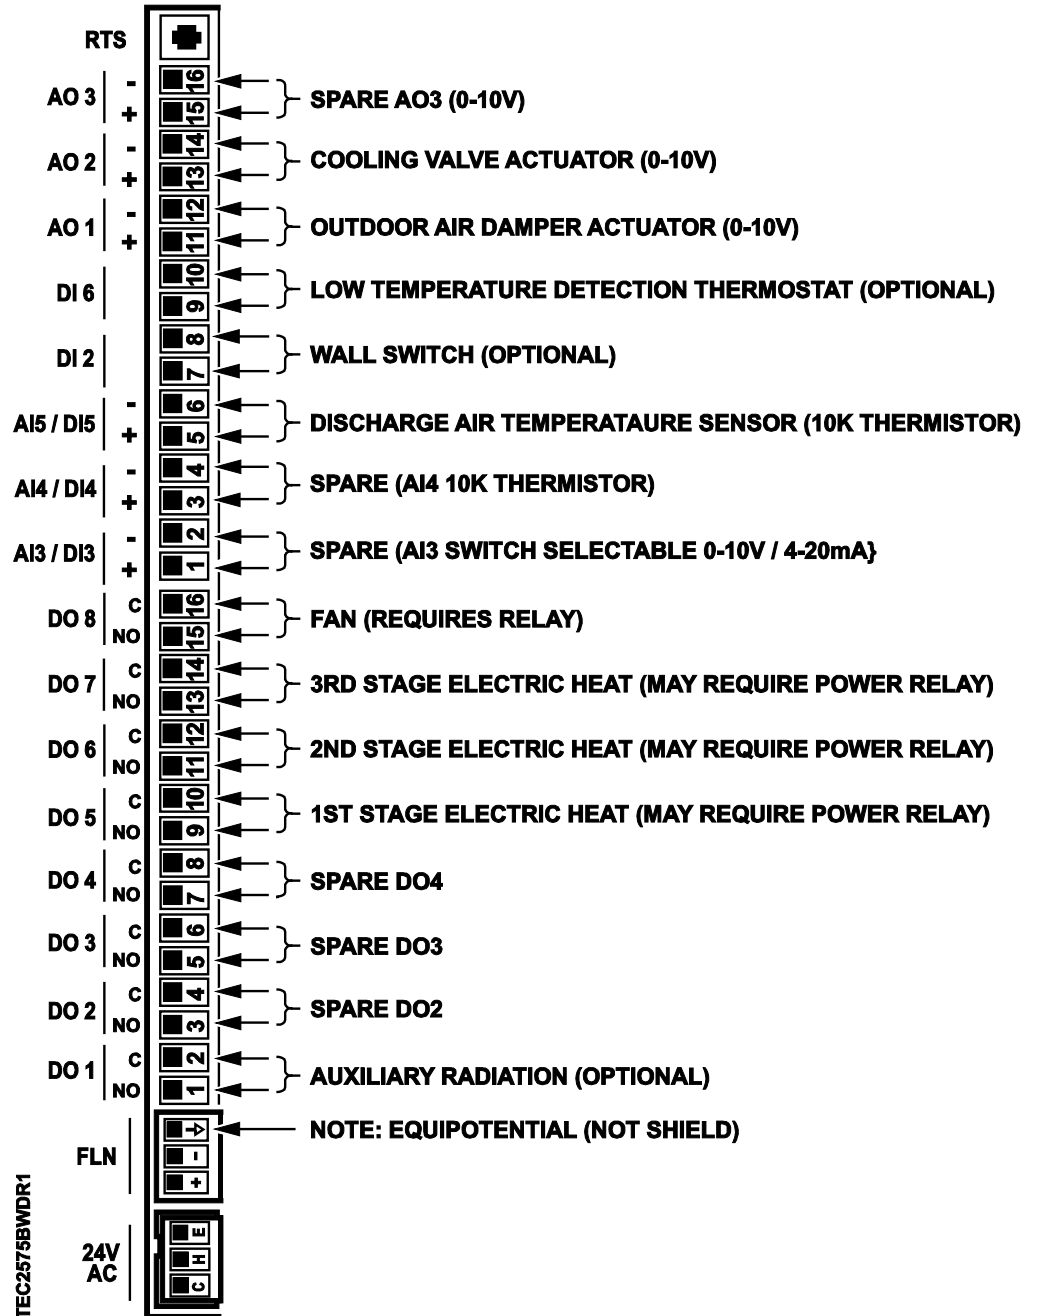 RTS
AO 3 - 16
+ 15
SPARE AO3 (0-10V)
AO 2 - 14
+ 13
COOLING VALVE ACTUATOR (0-10V)
AO 1 - 12
+ 11
OUTDOOR AIR DAMPER ACTUATOR (0-10V)
DI 6 10
9
LOW TEMPERATURE DETECTION THERMOSTAT (OPTIONAL)
DI 2 8
7
WALL SWITCH (OPTIONAL)
AI5 / DI5 - 6
+ 5
DISCHARGE AIR TEMPERATAURE SENSOR (10K THERMISTOR)
AI4 / DI4 - 4
+ 3
SPARE (AI4 10K THERMISTOR)
AI3 / DI3 - 2
+ 1
SPARE (AI3 SWITCH SELECTABLE 0-10V / 4-20mA}
DO 8 C 16
NO 15
FAN (REQUIRES RELAY)
DO 7 C 14
NO 13
3RD STAGE ELECTRIC HEAT (MAY REQUIRE POWER RELAY)
DO 6 C 12
NO 11
2ND STAGE ELECTRIC HEAT (MAY REQUIRE POWER RELAY)
DO 5 C 10
NO 9
1ST STAGE ELECTRIC HEAT (MAY REQUIRE POWER RELAY)
DO 4 C 8
NO 7
SPARE DO4
DO 3 C 6
NO 5
SPARE DO3
DO 2 C 4
NO 3
SPARE DO2
DO 1 C 2
NO 1
AUXILIARY RADIATION (OPTIONAL)
NOTE: EQUIPOTENTIAL (NOT SHIELD)
FLN -
+
24V
AC
E
H
C
TEC2575BWDR1